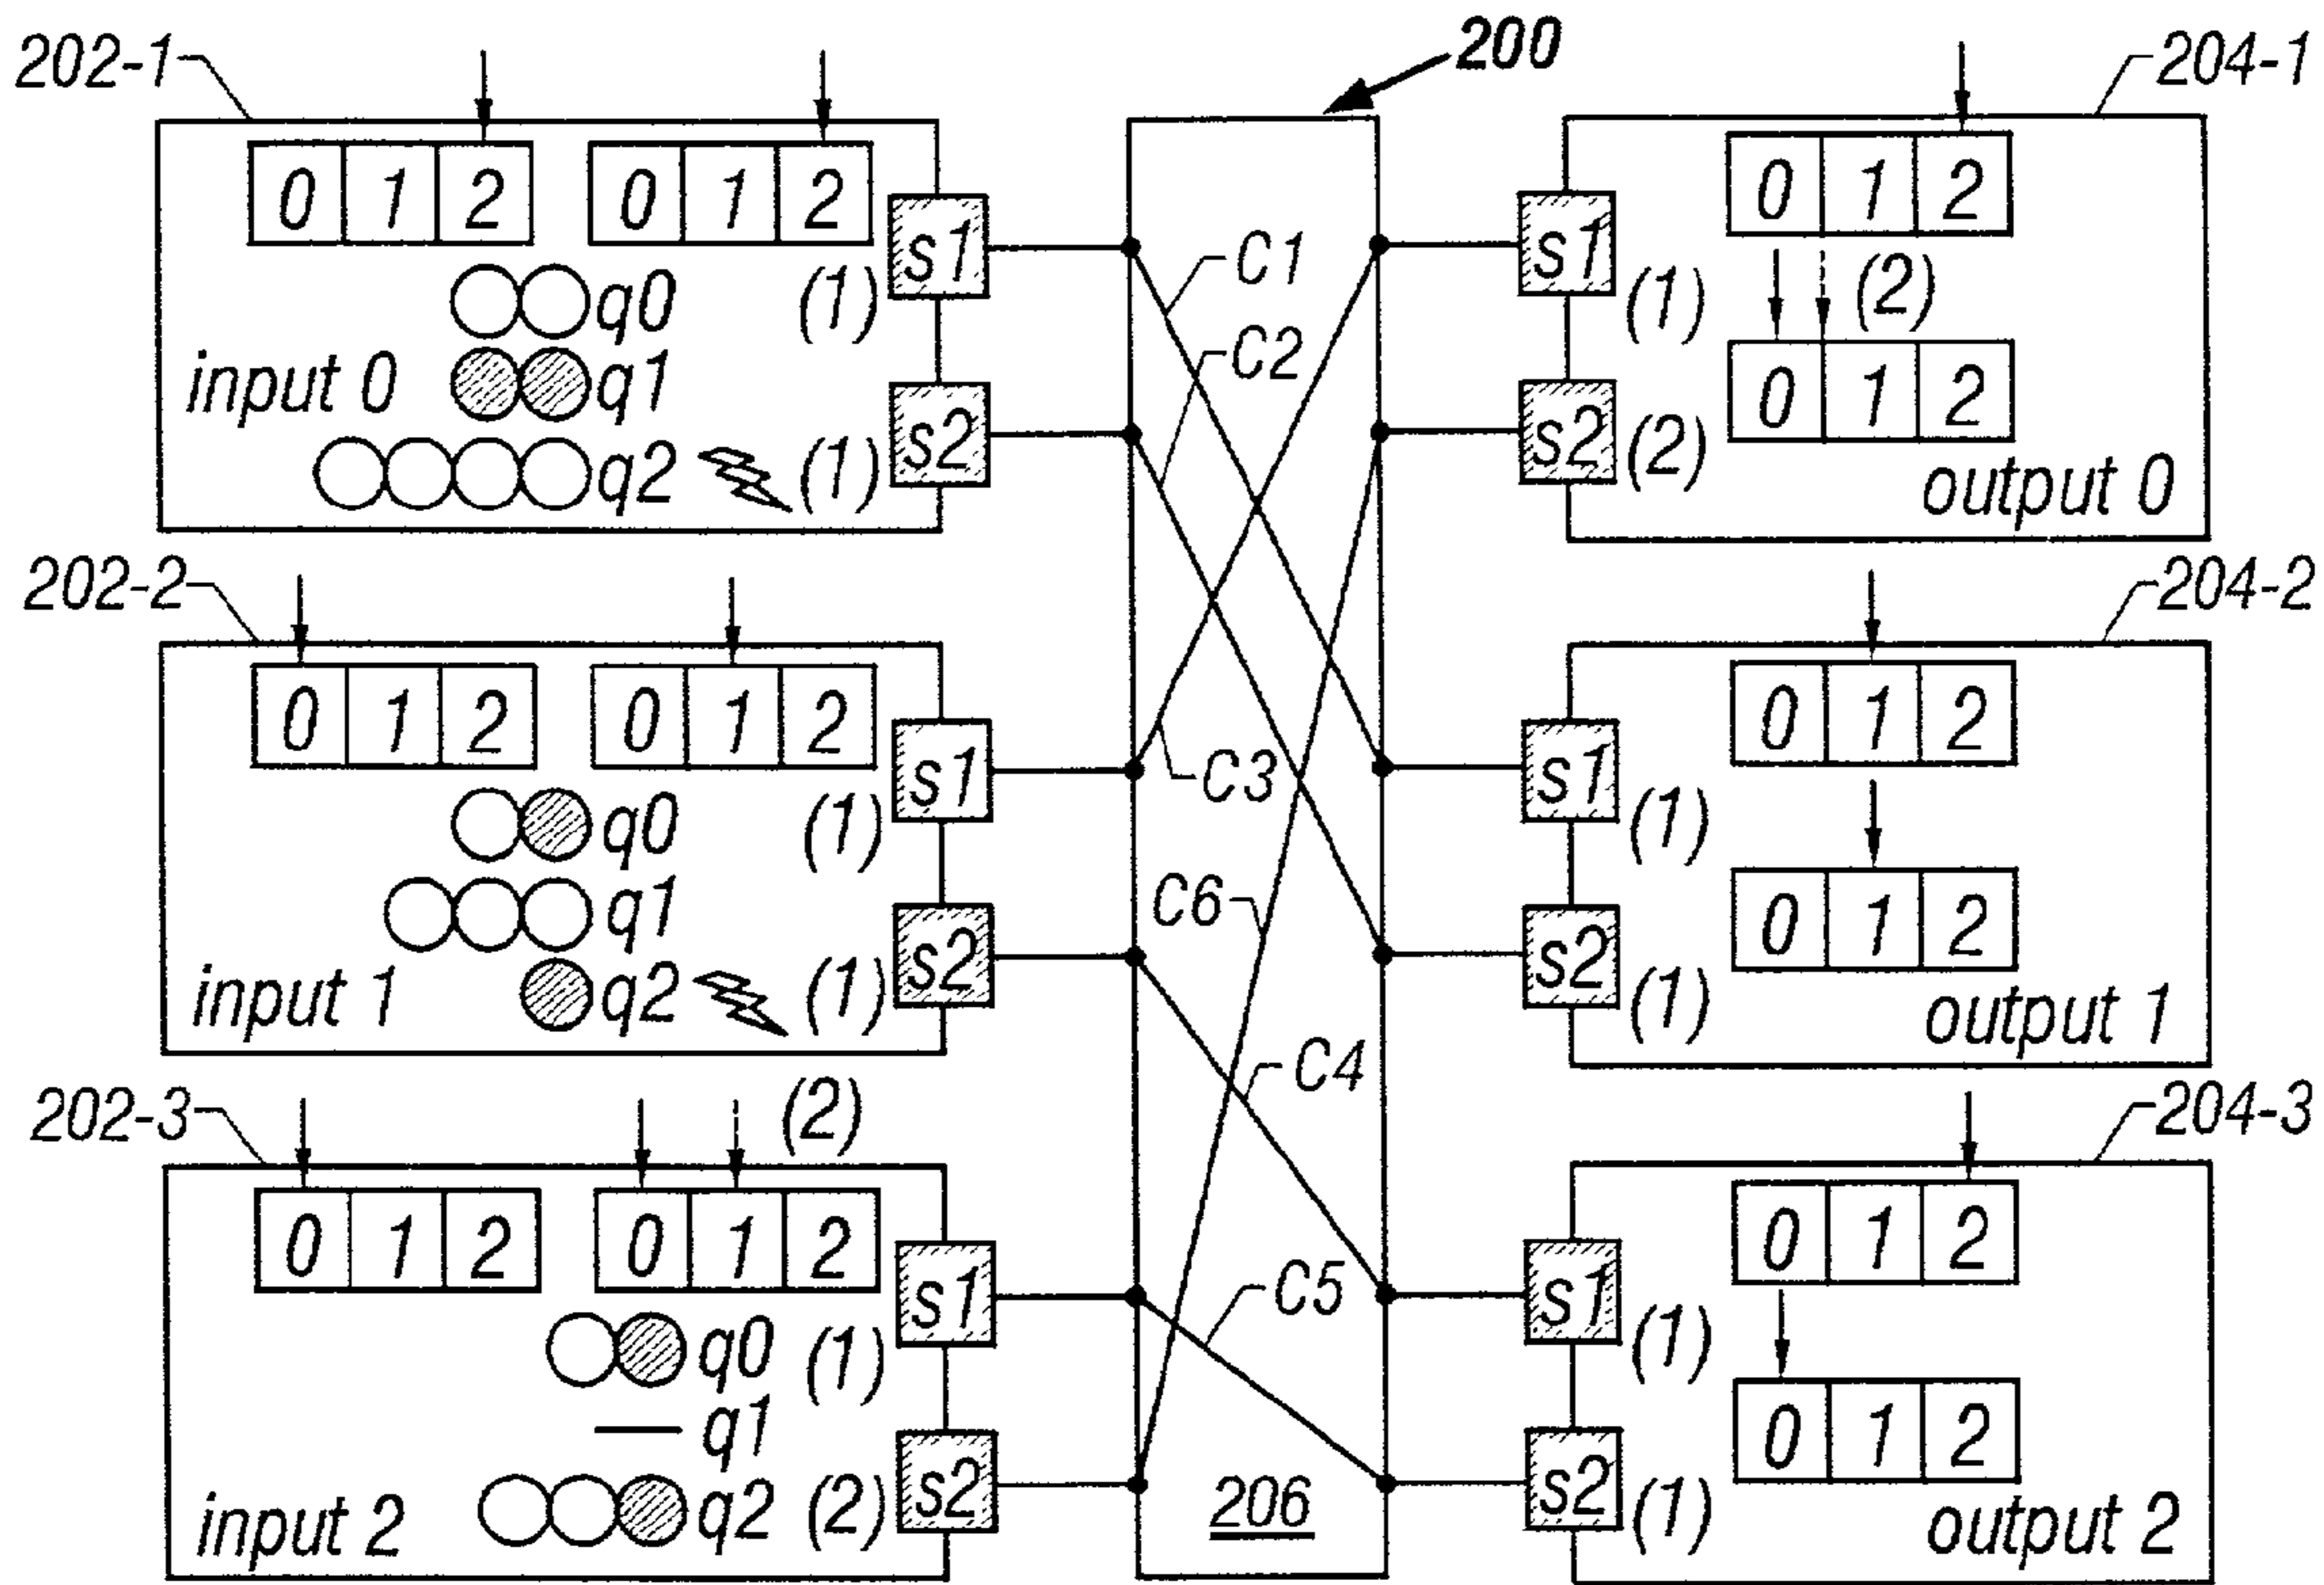 200
202-1
0 1 2 0 1 2
s1
q0 (1)
input 0 q1
q2 (1) s2
202-2
0 1 2 0 1 2
s1
q0 (1)
q1
s2
input 1 q2 (1)
202-3
(2)
0 1 2 0 1 2
s1
q0 (1)
q1
s2
input 2 q2 (2)
C1
C2
C3
C6
C4
C5
206
204-1
0 1 2
s1 (1)
(2)
0 1 2
s2 (2)
output 0
204-2
0 1 2
s1 (1)
0 1 2
s2 (1)
output 1
204-3
0 1 2
s1 (1)
0 1 2
s2 (1)
output 2